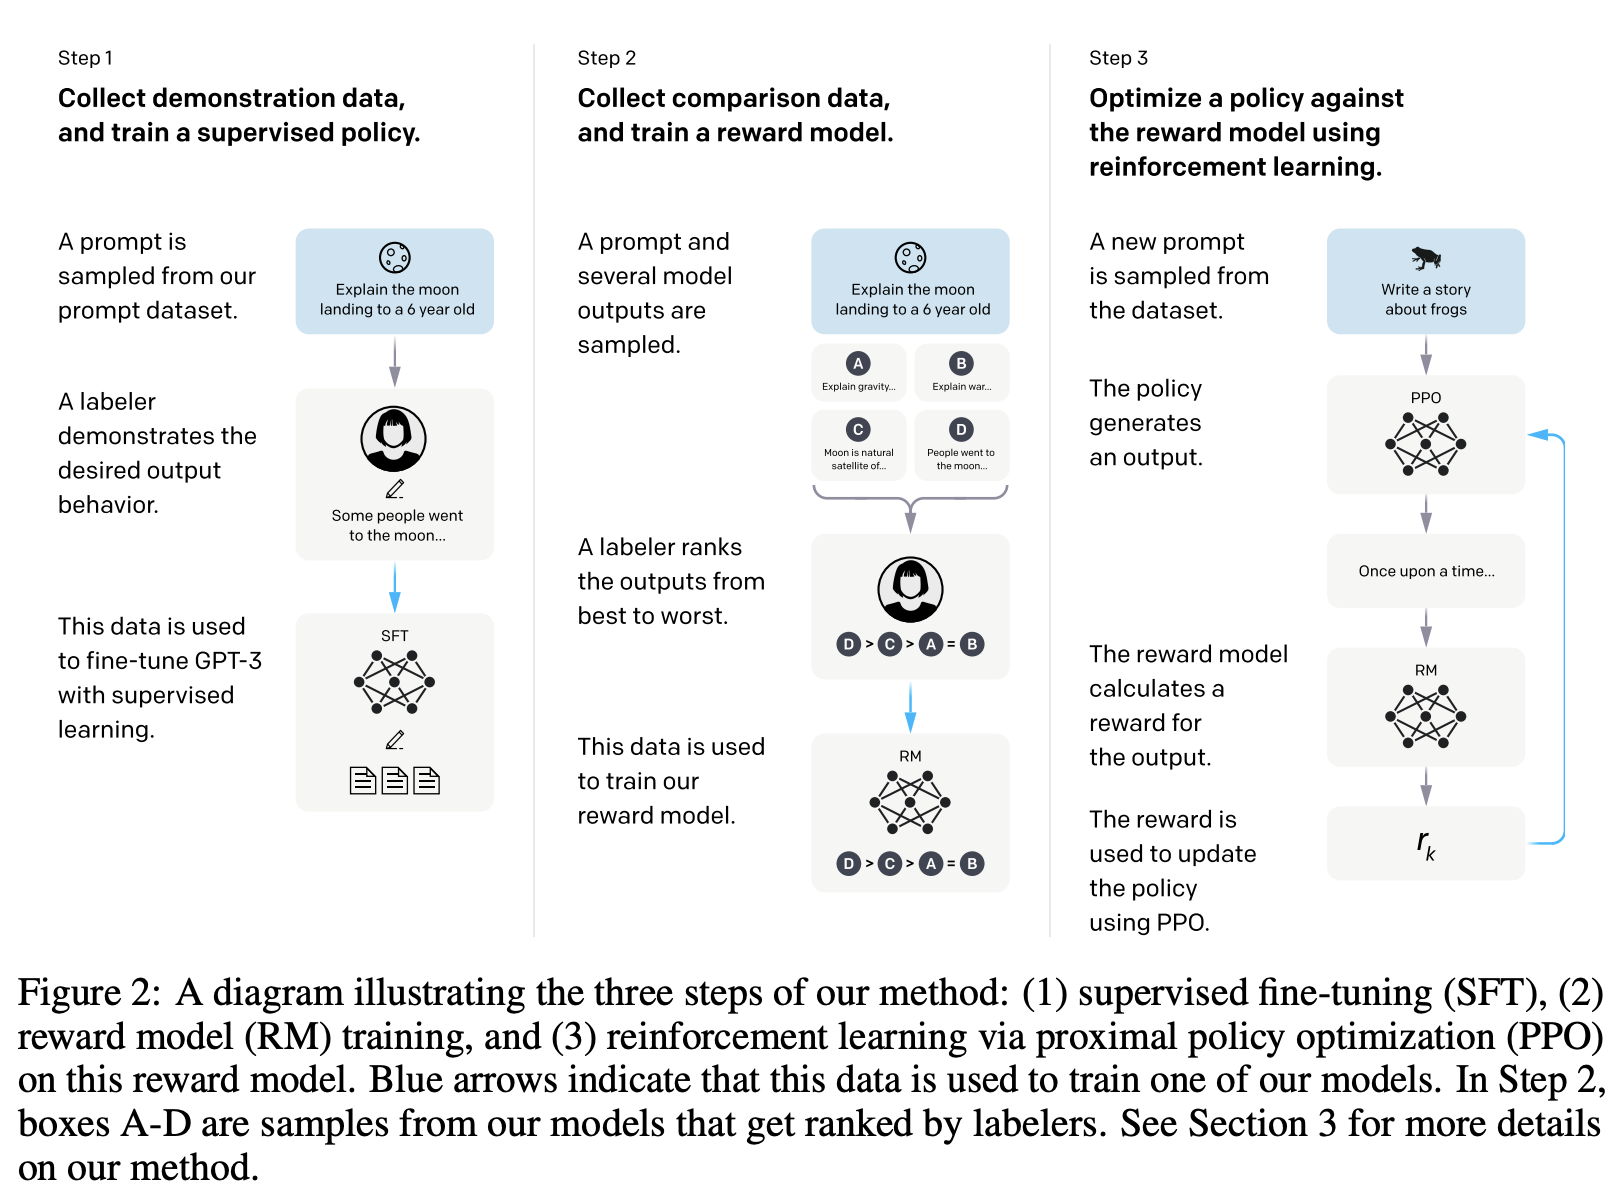 Step 1
Collect demonstration data,
and train a supervised policy.
A prompt is
sampled from our
prompt dataset.
Explain the moon
landing to a 6 year old
A labeler
demonstrates the
desired output
behavior.
Some people went
to the moon...
This data is used
to fine-tune GPT-3
with supervised
learning.
SFT
Step 2
Collect comparison data,
and train a reward model.
A prompt and
several model
outputs are
sampled.
Explain the moon
landing to a 6 year old
A
Explain gravity...
B
Explain war...
C
Moon is natural
satellite of...
D
People went to
the moon...
A labeler ranks
the outputs from
best to worst.
D > C > A = B
This data is used
to train our
reward model.
RM
D > C > A = B
Step 3
Optimize a policy against
the reward model using
reinforcement learning.
A new prompt
is sampled from
the dataset.
Write a story
about frogs
The policy
generates
an output.
PPO
Once upon a time...
The reward model
calculates a
reward for
the output.
RM
The reward is
used to update
the policy
using PPO.
r_k
Figure 2: A diagram illustrating the three steps of our method: (1) supervised fine-tuning (SFT), (2)
reward model (RM) training, and (3) reinforcement learning via proximal policy optimization (PPO)
on this reward model. Blue arrows indicate that this data is used to train one of our models. In Step 2,
boxes A-D are samples from our models that get ranked by labelers. See Section 3 for more details
on our method.